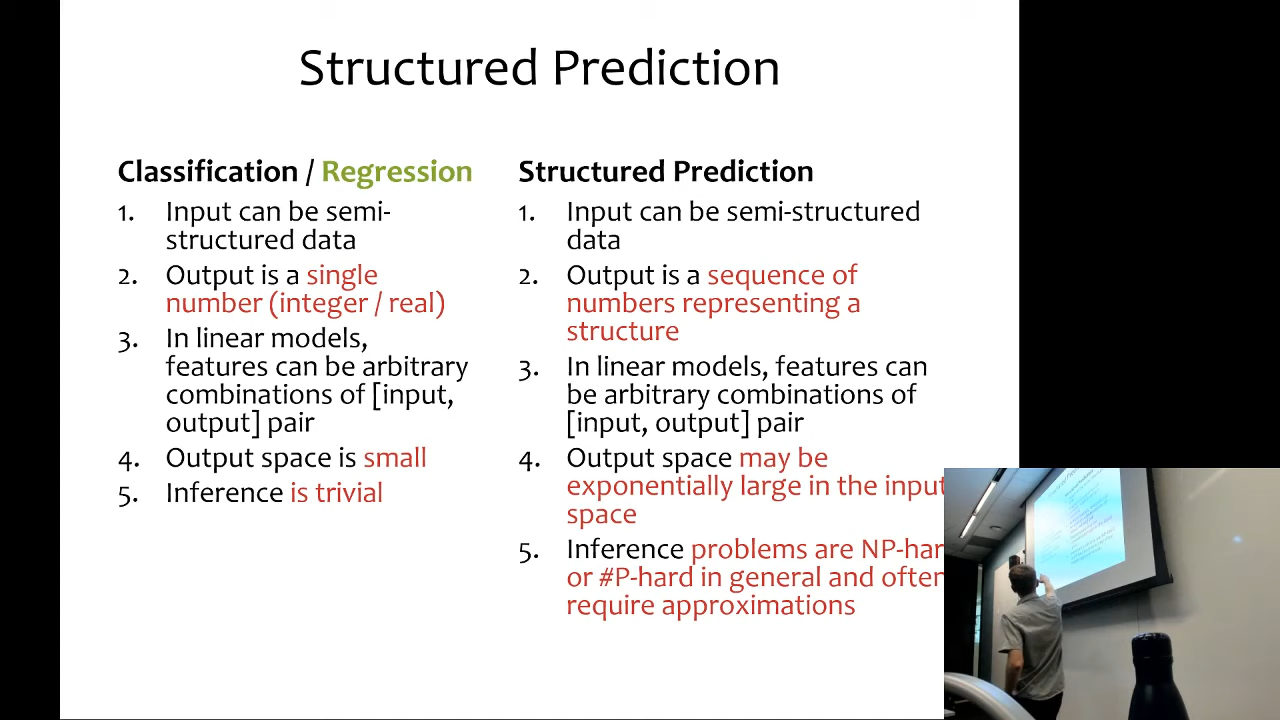 Structured Prediction
Classification / Regression
1. Input can be semi-
structured data
2. Output is a single
number (integer / real)
3. In linear models,
features can be arbitrary
combinations of [input,
output] pair
4. Output space is small
5. Inference is trivial
Structured Prediction
1. Input can be semi-structured
data
2. Output is a sequence of
numbers representing a
structure
3. In linear models, features can
be arbitrary combinations of
[input, output] pair
4. Output space may be
exponentially large in the input
space
5. Inference problems are NP-har
or #P-hard in general and often
require approximations